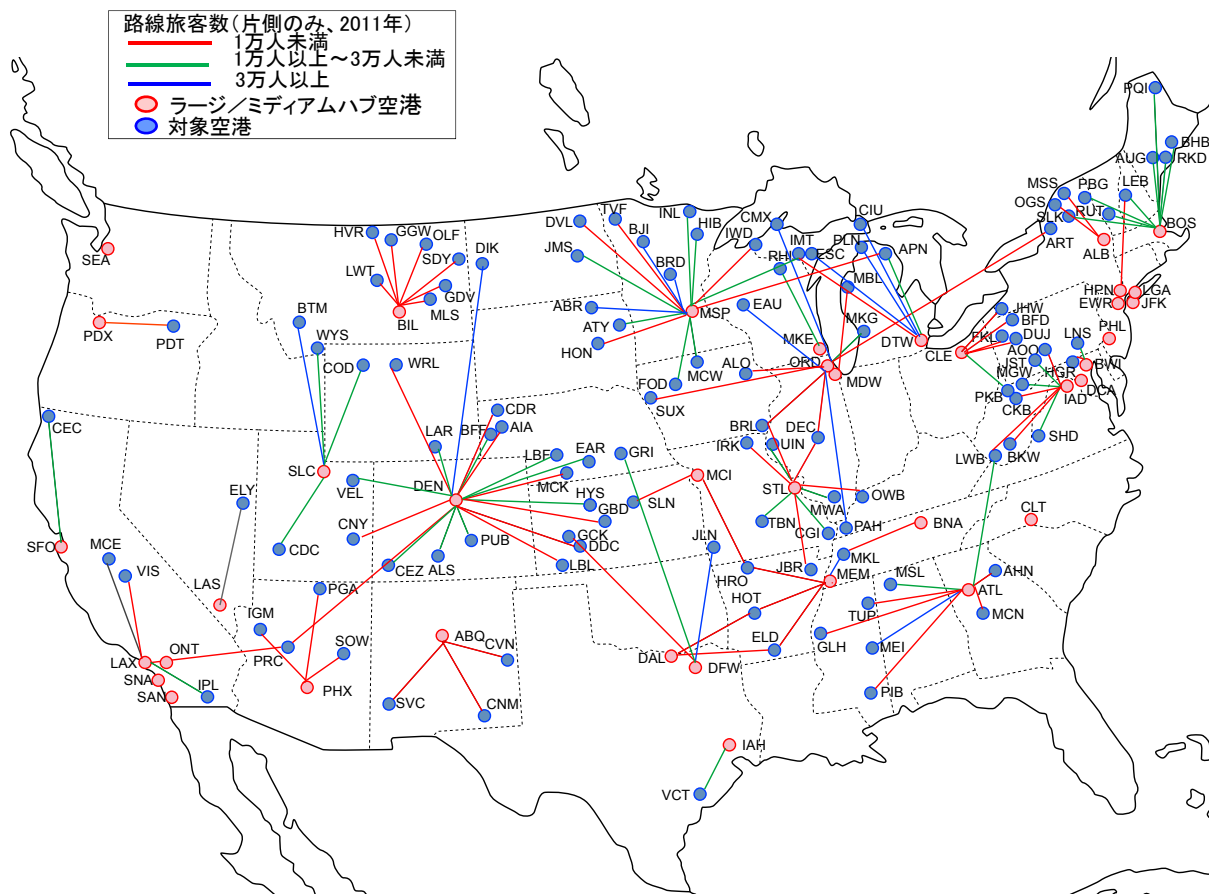 路線旅客数(片側のみ、2011年)
1万人未満
1万人以上～3万人未満
3万人以上
ラージ/ミディアムハブ空港
対象空港
PQI
BHB
AUG
RKD
MSS
PBG
LEB
OGS
SLK
RUT
BOS
ART
ALB
SEA
HVR
GGW
OLF
DIK
SDY
LWT
GDV
MLS
BIL
DVL
TVF
INL
HIB
BJI
JMS
BRD
CMX
IWD
CIU
IMT
ESC
PLN
APN
RHI
MBL
PDX
PDT
BTM
WYS
COD
WRL
ABR
ATY
HON
MSP
EAU
MKG
MKE
DTW
CLE
HPN
LGA
EWR
JFK
JHW
BFD
FKL
DUJ
LNS
PHL
AOO
JST
HGR
BWI
MGW
DCA
IAD
PKB
CKB
FOD
MCW
ALO
ORD
MDW
SUX
CEC
CDR
AIA
BFF
LAR
LBF
EAR
GRI
BRL
DEC
UIN
IRK
SHD
LWB
BKW
SLC
VEL
DEN
MCK
HYS
GBD
SLN
MCI
STL
OWB
MWA
ELY
CNY
CDC
PUB
GCK
DDC
TBN
CGI
PAH
BNA
CLT
SFO
MCE
VIS
LAS
CEZ
ALS
LBL
JLN
MKL
JBR
PGA
HRO
MEM
MSL
ATL
AHN
IGM
HOT
TUP
MCN
PRC
SOW
ABQ
CVN
ONT
LAX
SNA
SAN
IPL
PHX
SVC
CNM
DAL
DFW
ELD
GLH
MEI
PIB
IAH
VCT